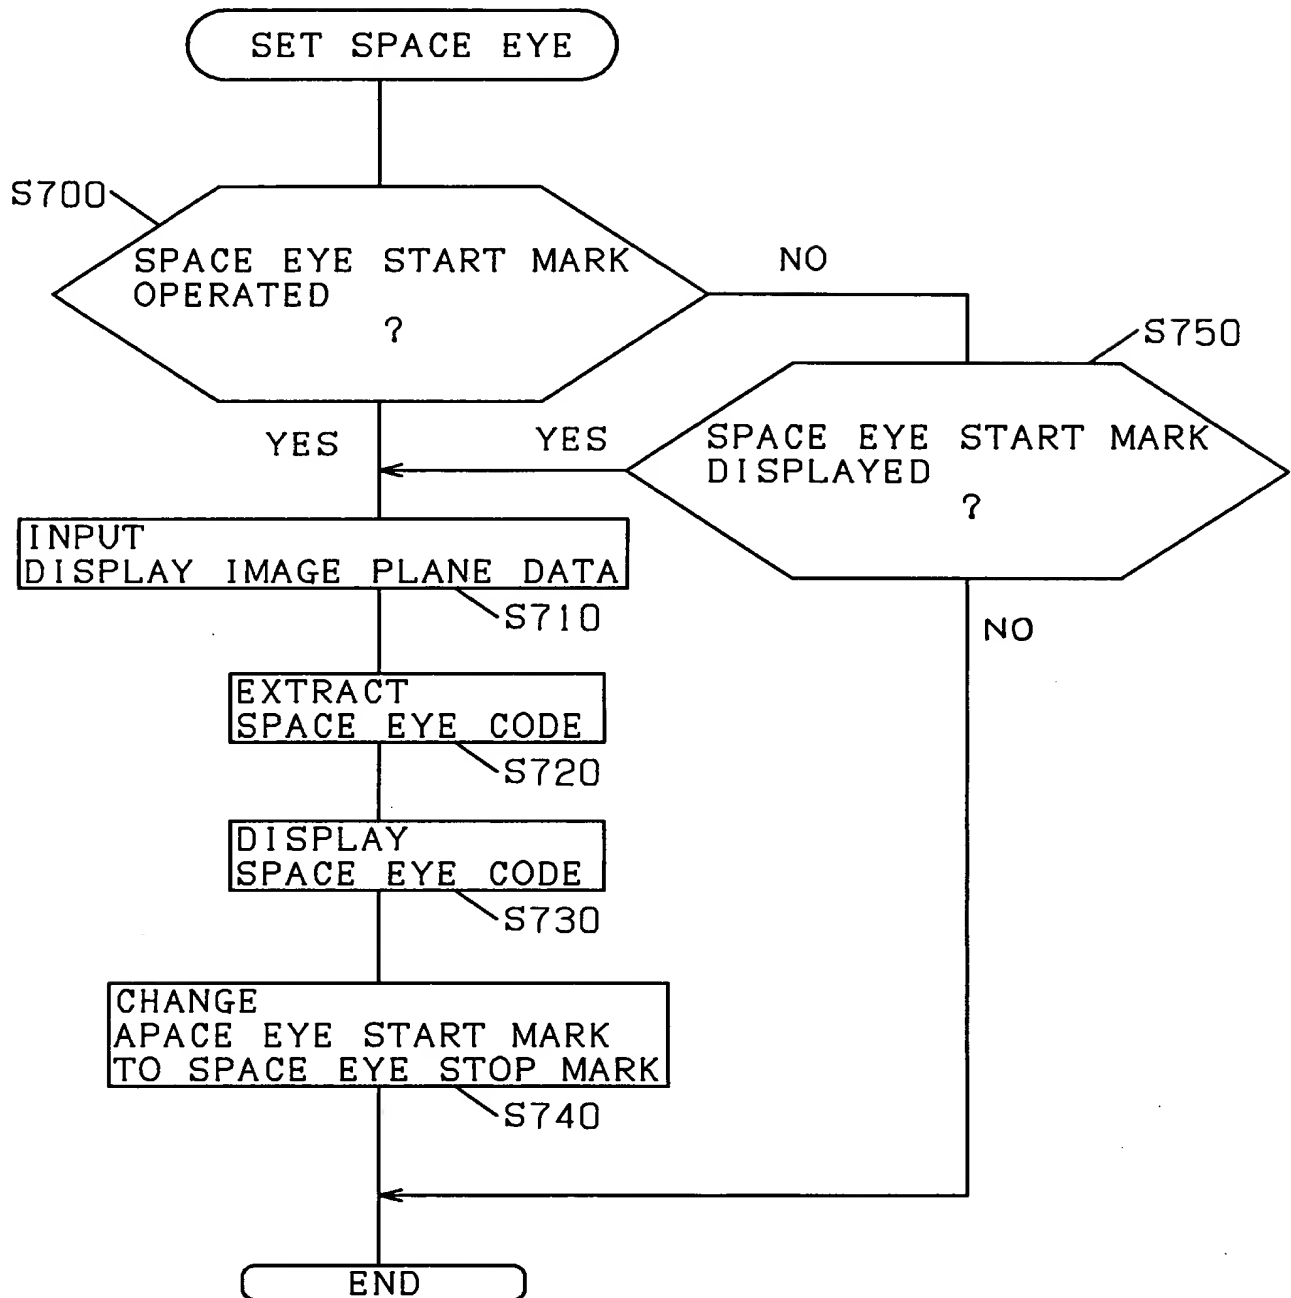 SET SPACE EYE
S700
SPACE EYE START MARK
OPERATED
?
NO
S750
YES
YES
SPACE EYE START MARK
DISPLAYED
?
INPUT
DISPLAY IMAGE PLANE DATA
S710
NO
EXTRACT
SPACE EYE CODE
S720
DISPLAY
SPACE EYE CODE
S730
CHANGE
APACE EYE START MARK
TO SPACE EYE STOP MARK
S740
END